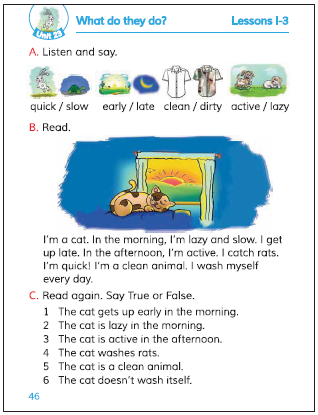 Unit 23
What do they do?
Lessons 1-3
A. Listen and say.
quick / slow early / late clean / dirty active / lazy
B. Read.
I'm a cat. In the morning, I'm lazy and slow. I get
up late. In the afternoon, I'm active. I catch rats.
I'm quick! I'm a clean animal. I wash myself
every day.
C. Read again. Say True or False.
1 The cat gets up early in the morning.
2 The cat is lazy in the morning.
3 The cat is active in the afternoon.
4 The cat washes rats.
5 The cat is a clean animal.
6 The cat doesn't wash itself.
46